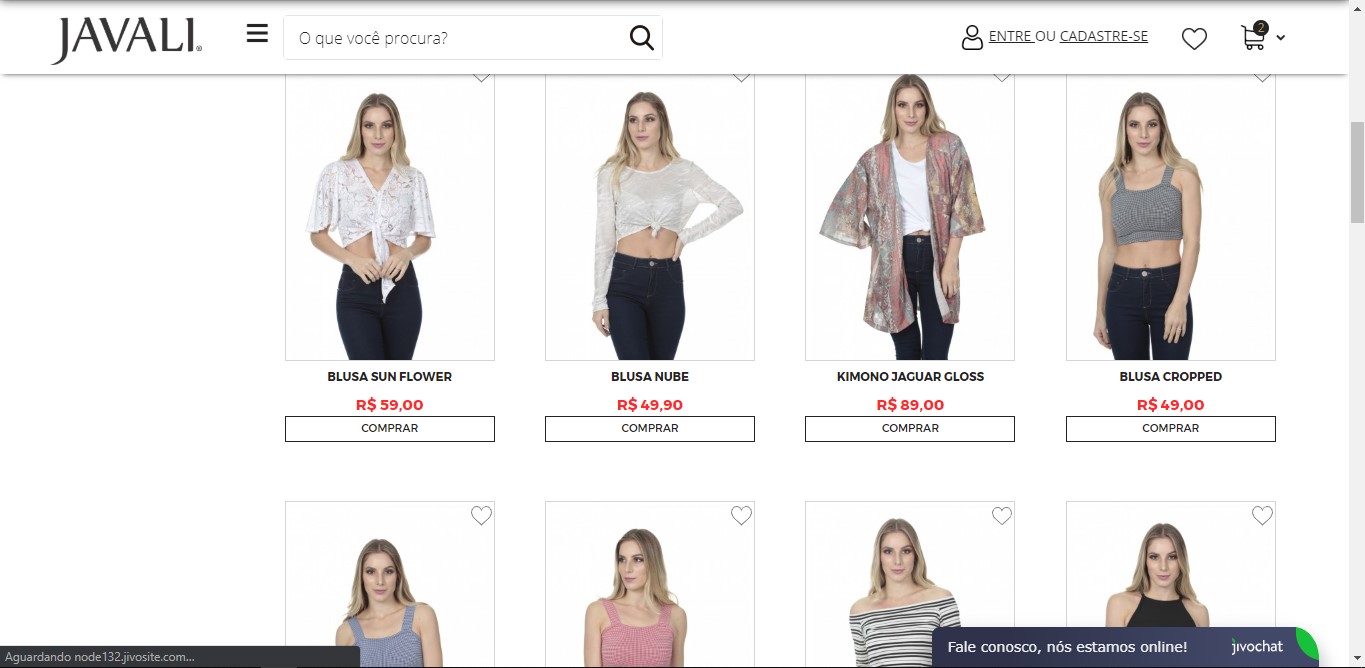 JAVALI®
O que você procura?
ENTRE OU CADASTRE-SE
2
BLUSA SUN FLOWER
R$ 59,00
COMPRAR
BLUSA NUBE
R$ 49,90
COMPRAR
KIMONO JAGUAR GLOSS
R$ 89,00
COMPRAR
BLUSA CROPPED
R$ 49,00
COMPRAR
Fale conosco, nós estamos online!
jivochat
Aguardando node132.jivosite.com...